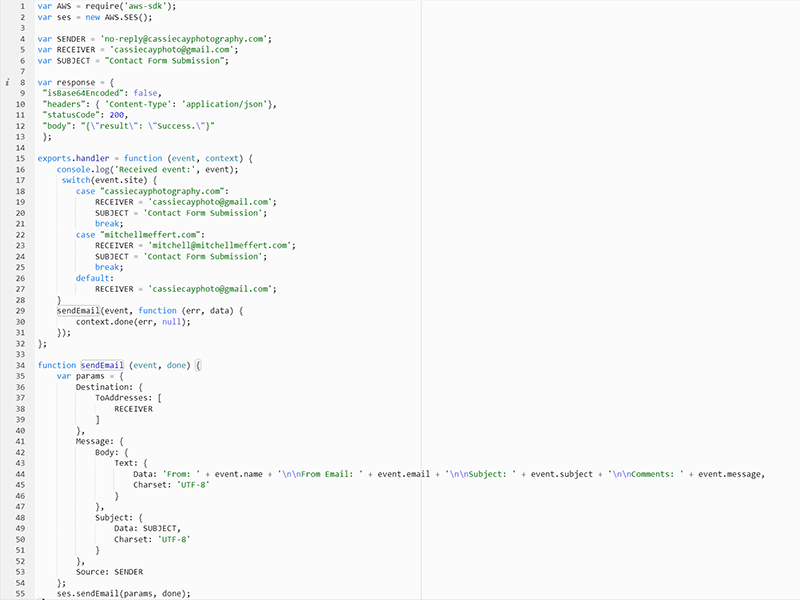 1 var AWS = require('aws-sdk');
2 var ses = new AWS.SES();
3
4 var SENDER = 'no-reply@cassiecayphoto.com';
5 var RECEIVER = 'cassiecayphoto@gmail.com';
6 var SUBJECT = "Contact Form Submission";
7
i 8 var response = {
9 "isBase64Encoded": false,
10 "headers": { 'Content-Type': 'application/json'},
11 "statusCode": 200,
12 "body": "{\"result\": \"Success.\"}"
13 };
14
15 exports.handler = function (event, context) {
16 console.log('Received event:', event);
17 switch(event.site) {
18 case "cassiecayphotography.com":
19 RECEIVER = 'cassiecayphoto@gmail.com';
20 SUBJECT = 'Contact Form Submission';
21 break;
22 case "mitchellmeffert.com":
23 RECEIVER = 'mitchell@mitchellmeffert.com';
24 SUBJECT = 'Contact Form Submission';
25 break;
26 default:
27 RECEIVER = 'cassiecayphoto@gmail.com';
28 }
29 sendEmail(event, function (err, data) {
30 context.done(err, null);
31 });
32 };
33
34 function sendEmail (event, done) {
35 var params = {
36 Destination: {
37 ToAddresses: [
38 RECEIVER
39 ]
40 },
41 Message: {
42 Body: {
43 Text: {
44 Data: 'From: ' + event.name + '\n\nFrom Email: ' + event.email + '\n\nSubject: ' + event.subject + '\n\nComments: ' + event.message,
45 Charset: 'UTF-8'
46 }
47 },
48 Subject: {
49 Data: SUBJECT,
50 Charset: 'UTF-8'
51 }
52 },
53 Source: SENDER
54 };
55 ses.sendEmail(params, done);